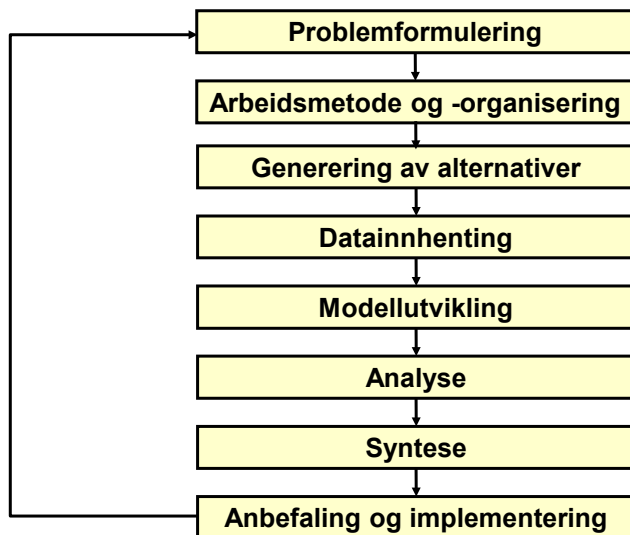 Problemformulering
Arbeidsmetode og -organisering
Generering av alternativer
Datainnhenting
Modellutvikling
Analyse
Syntese
Anbefaling og implementering